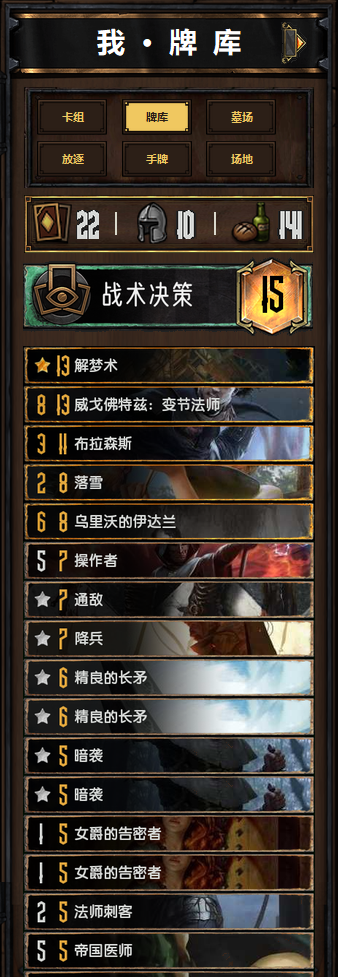 我·牌库
卡组 牌库 墓场
放逐 手牌 场地
22 10 141
战术决策 15
13 解梦术
8 13 威戈佛特兹：变节法师
3 11 布拉森斯
2 8 落雪
6 8 乌里沃的伊达兰
5 7 操作者
7 通敌
7 降兵
6 精良的长矛
6 精良的长矛
5 暗袭
5 暗袭
1 5 女爵的告密者
1 5 女爵的告密者
2 5 法师刺客
5 5 帝国医师